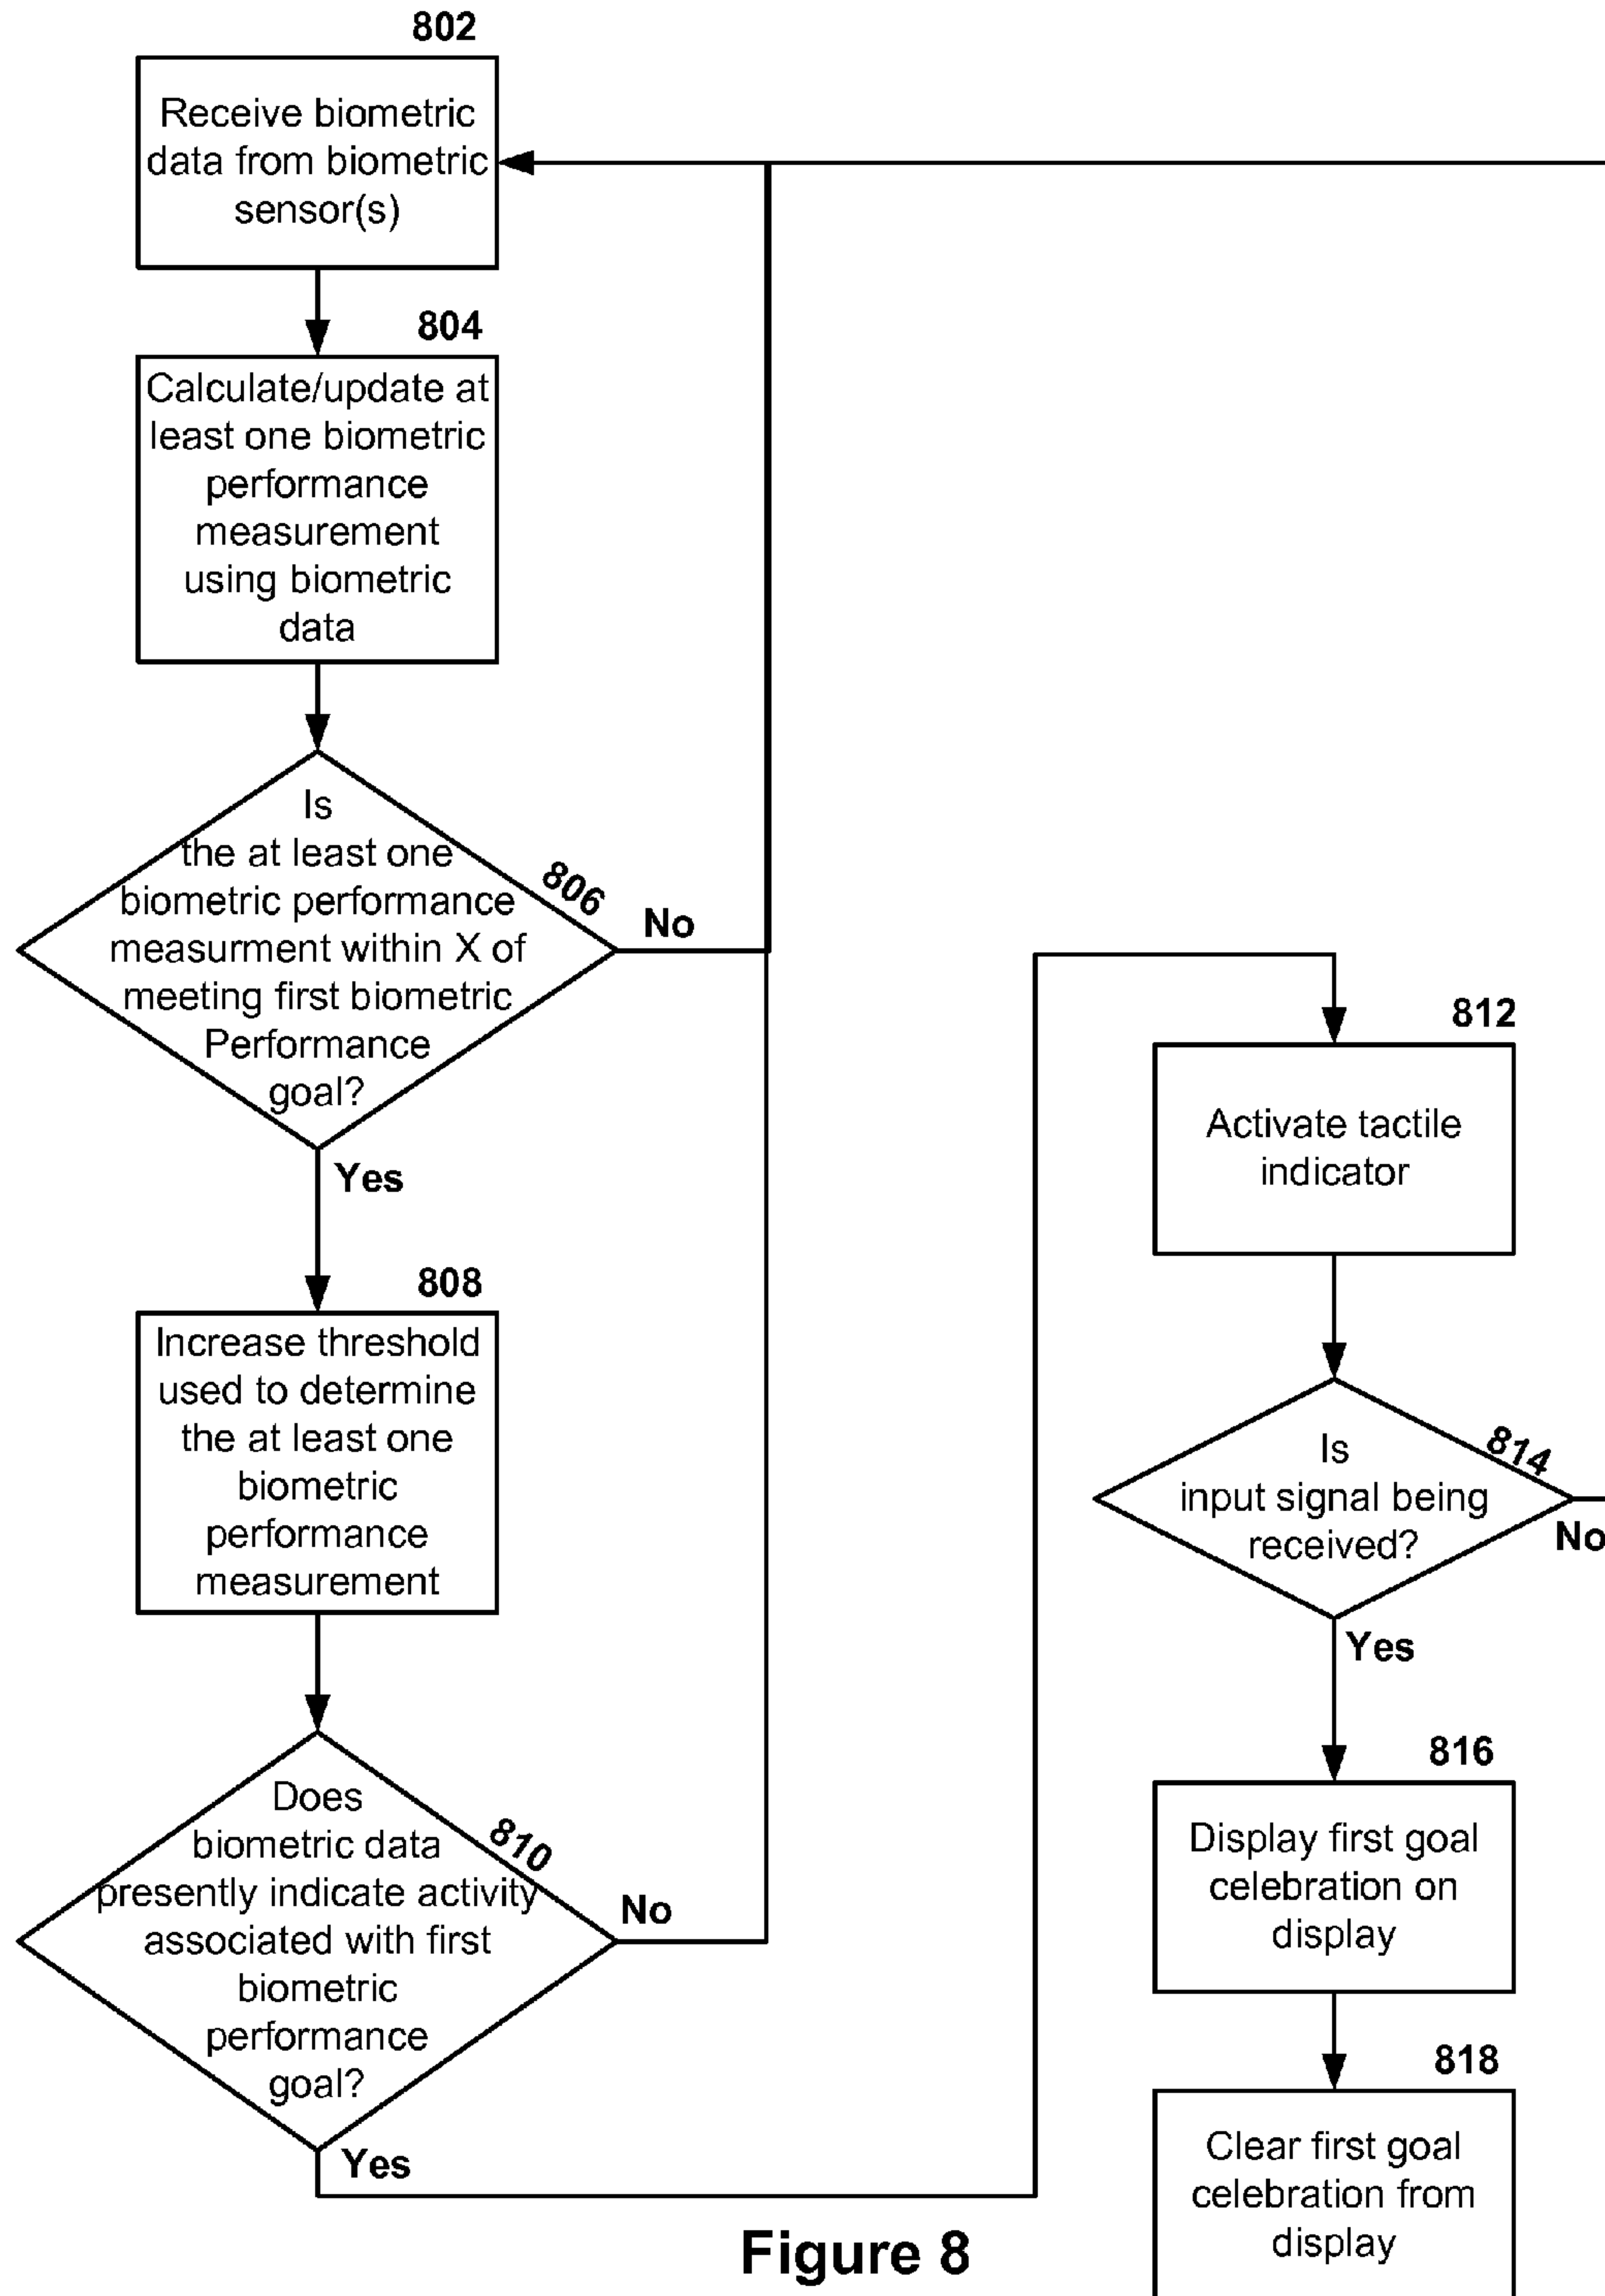 802
Receive biometric
data from biometric
sensor(s)
804
Calculate/update at
least one biometric
performance
measurement
using biometric
data
Is
the at least one
biometric performance
measurment within X of
meeting first biometric
Performance
goal?
806
No
Yes
808
Increase threshold
used to determine
the at least one
biometric
performance
measurement
Does
biometric data
presently indicate activity
associated with first
biometric
performance
goal?
810
No
Yes
812
Activate tactile
indicator
Is
input signal being
received?
814
No
Yes
816
Display first goal
celebration on
display
818
Clear first goal
celebration from
display
Figure 8